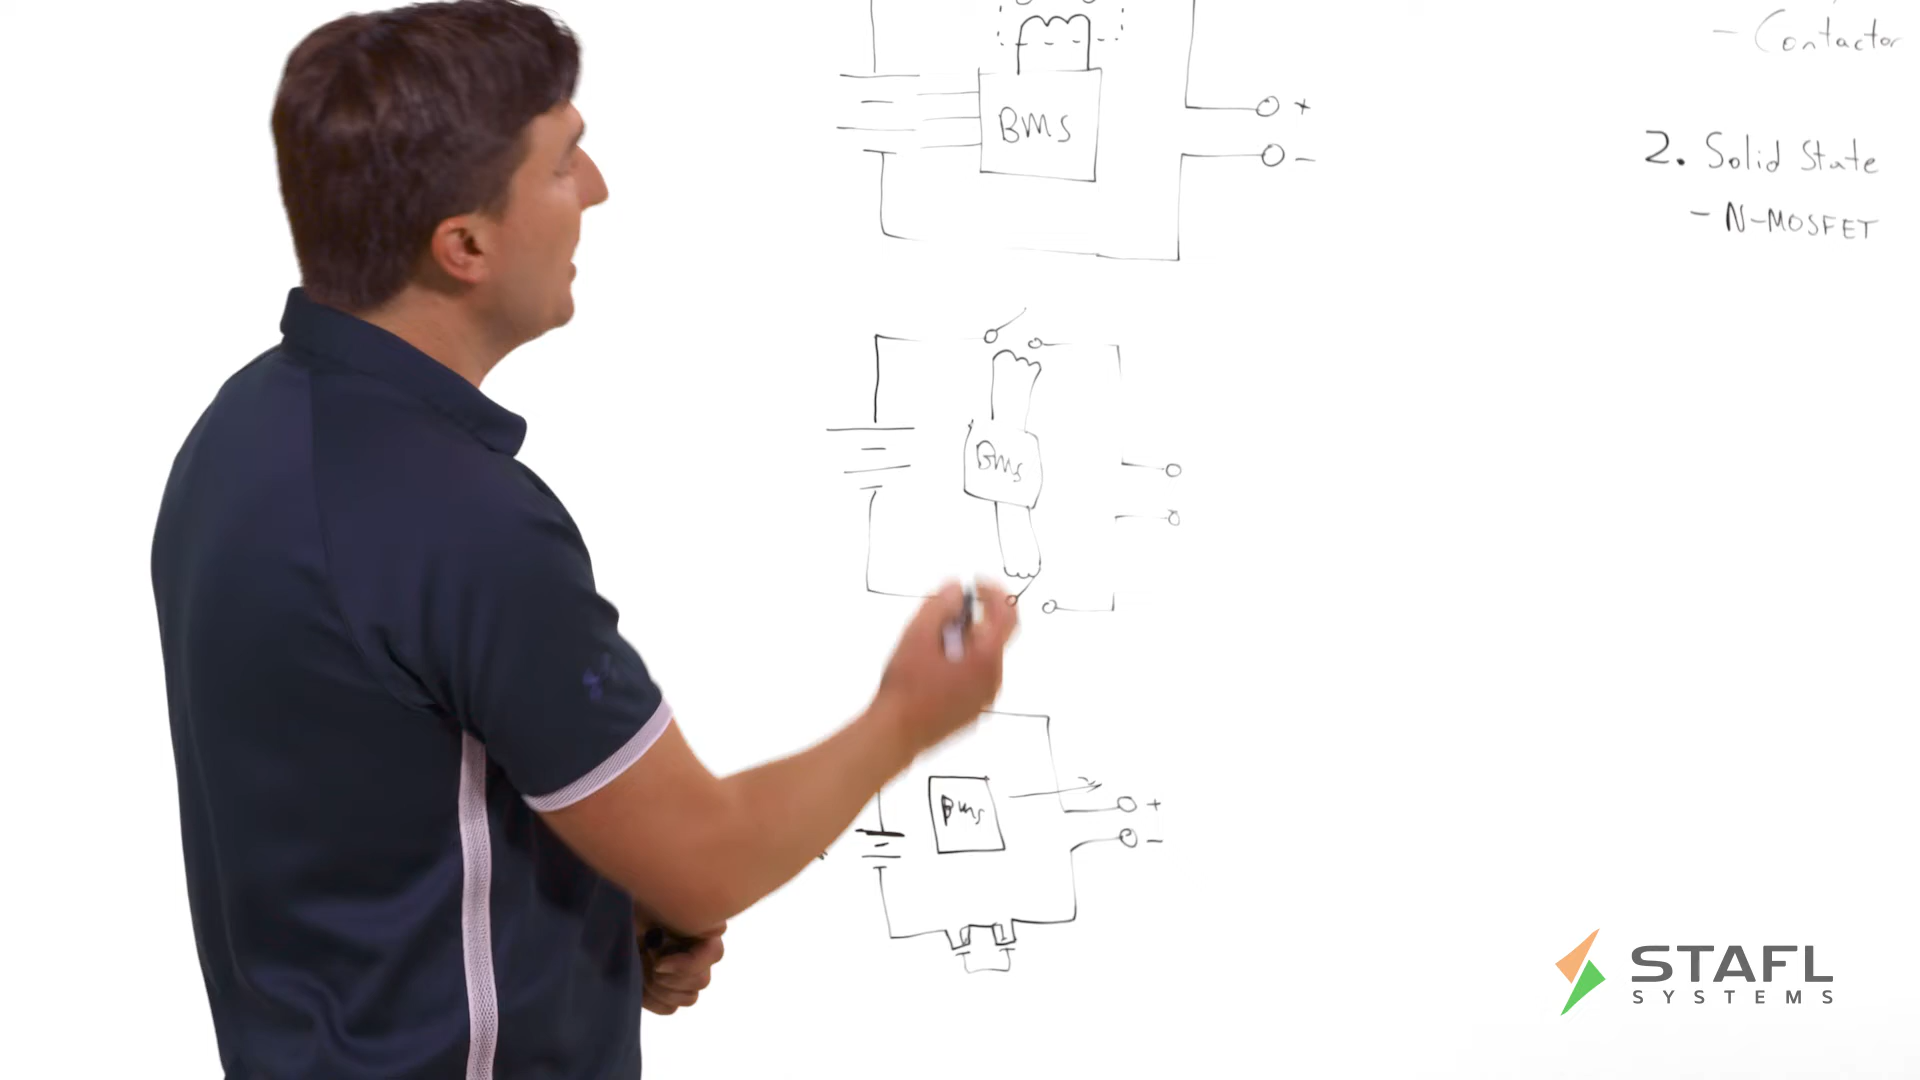 - Contactor
BMS
+
-
2. Solid State
- N-MOSFET
BMS
BMS
+
-
STAFL
SYSTEMS